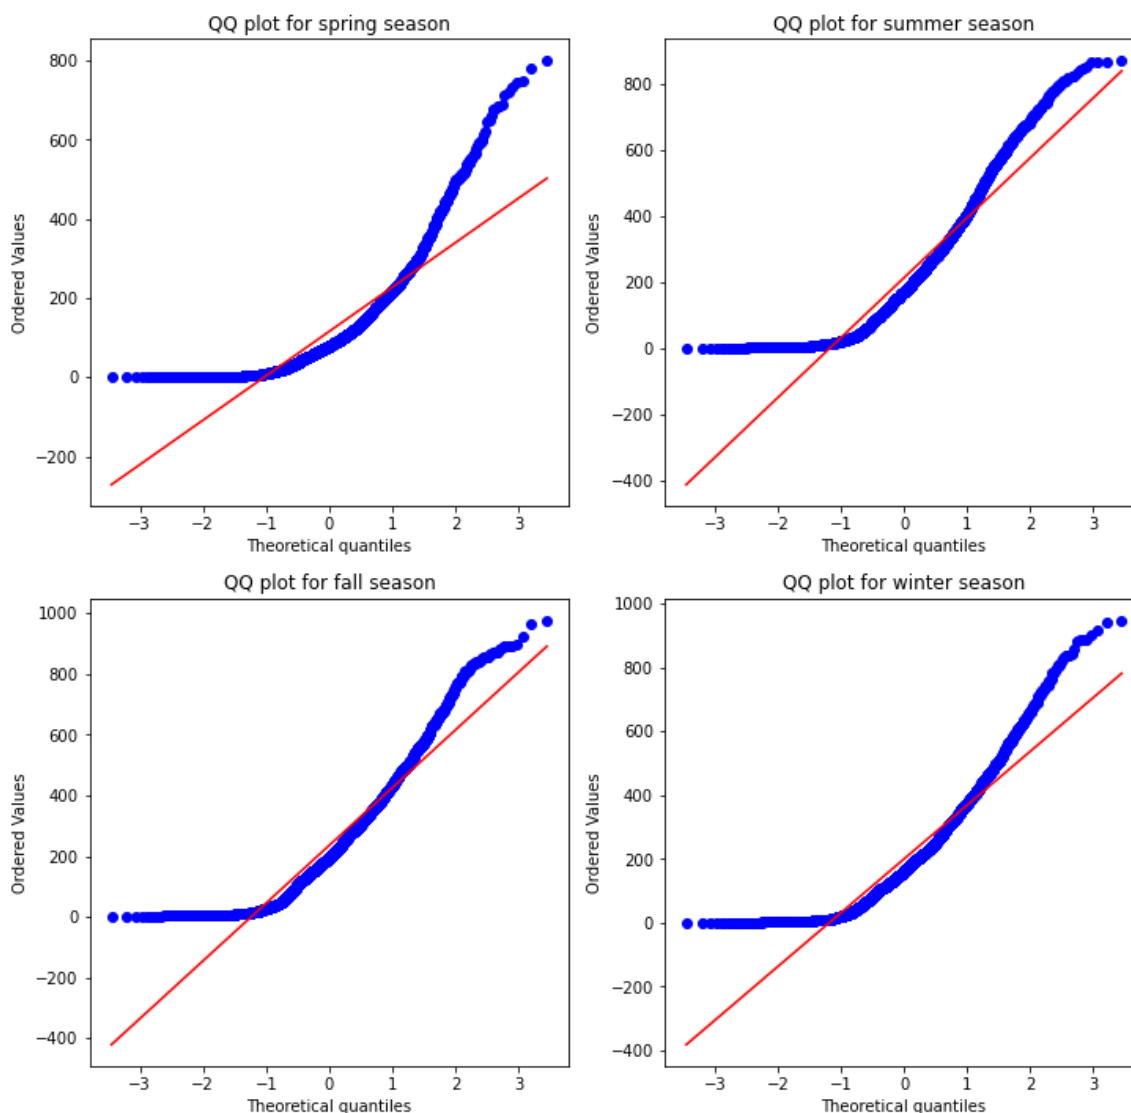 QQ plot for spring season
800
600
400
200
0
−200
Ordered Values
−3 −2 −1 0 1 2 3
Theoretical quantiles
QQ plot for summer season
800
600
400
200
0
−200
−400
Ordered Values
−3 −2 −1 0 1 2 3
Theoretical quantiles
QQ plot for fall season
1000
800
600
400
200
0
−200
−400
Ordered Values
−3 −2 −1 0 1 2 3
Theoretical quantiles
QQ plot for winter season
1000
800
600
400
200
0
−200
−400
Ordered Values
−3 −2 −1 0 1 2 3
Theoretical quantiles